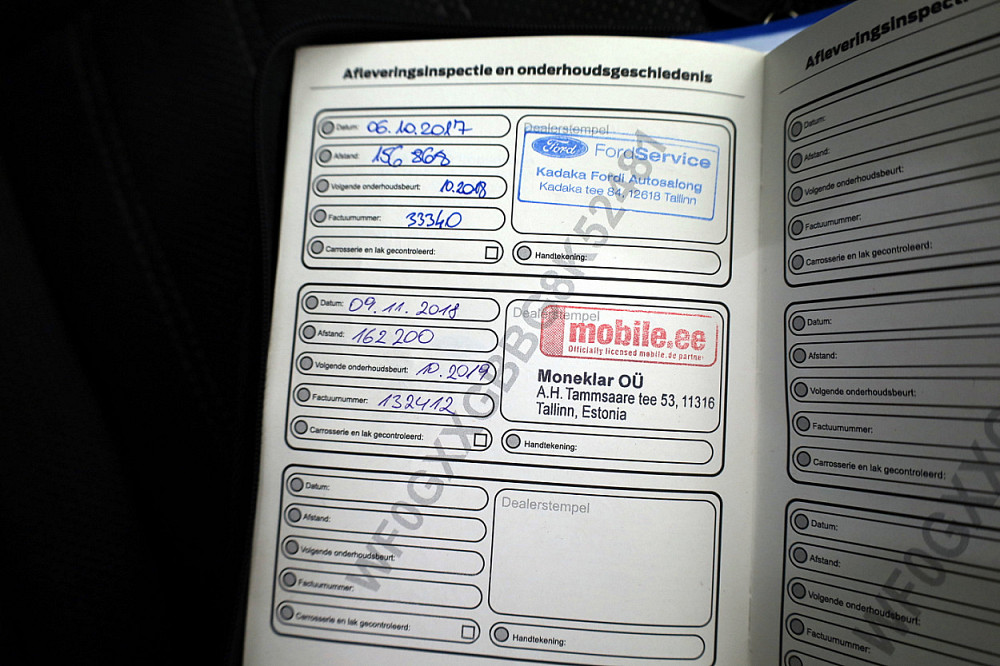 Afleveringsinspectie en onderhoudsgeschiedenis
Datum: 06.10.2017
Afstand: 156 868
Volgende onderhoudsbeurt: 10.2018
Factuurnummer: 33340
Carrosserie en lak gecontroleerd:
Dealerstempel
Ford FordService
Kadaka Fordi Autosalong
Kadaka tee 84, 12618 Tallinn
Handtekening:
Datum: 09.11.2018
Afstand: 162 200
Volgende onderhoudsbeurt: 10.2019
Factuurnummer: 132412
Carrosserie en lak gecontroleerd:
Dealerstempel
mobile.ee
Officially licensed mobile.de partner
Moneklar OÜ
A.H. Tammsaare tee 53, 11316
Tallinn, Estonia
Handtekening:
Datum:
Afstand:
Volgende onderhoudsbeurt:
Factuurnummer:
Carrosserie en lak gecontroleerd:
Dealerstempel
Handtekening:
Afleveringsinspecti
Datum:
Afstand:
Volgende onderhoudsbeurt:
Factuurnummer:
Carrosserie en lak gecontroleerd:
Datum:
Afstand:
Volgende onderhoudsbeurt:
Factuurnummer:
Carrosserie en lak gecontroleerd:
Datum:
Afstand:
Volgende onderhoudsbeurt:
Factuurnummer: